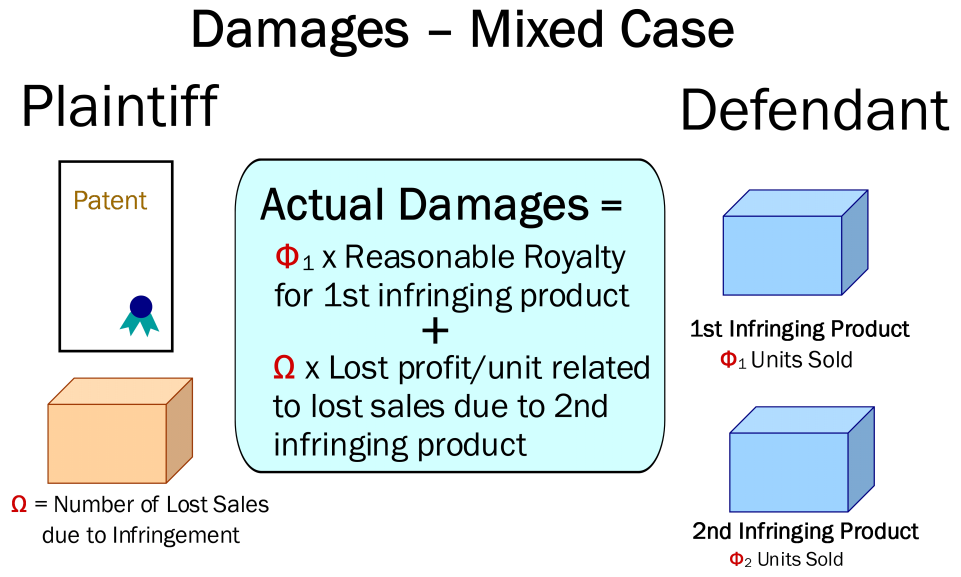 Damages – Mixed Case
Plaintiff
Defendant
Patent
Actual Damages =
Φ₁ x Reasonable Royalty
for 1st infringing product
+
Ω x Lost profit/unit related
to lost sales due to 2nd
infringing product
Ω = Number of Lost Sales
due to Infringement
1st Infringing Product
Φ₁ Units Sold
2nd Infringing Product
Φ₂ Units Sold